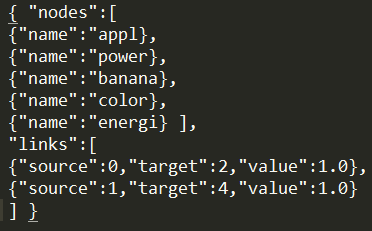 { "nodes":[
{"name":"appl},
{"name":"power},
{"name":"banana},
{"name":"color},
{"name":"energi} ],
"links":[
{"source":0,"target":2,"value":1.0},
{"source":1,"target":4,"value":1.0}
] }